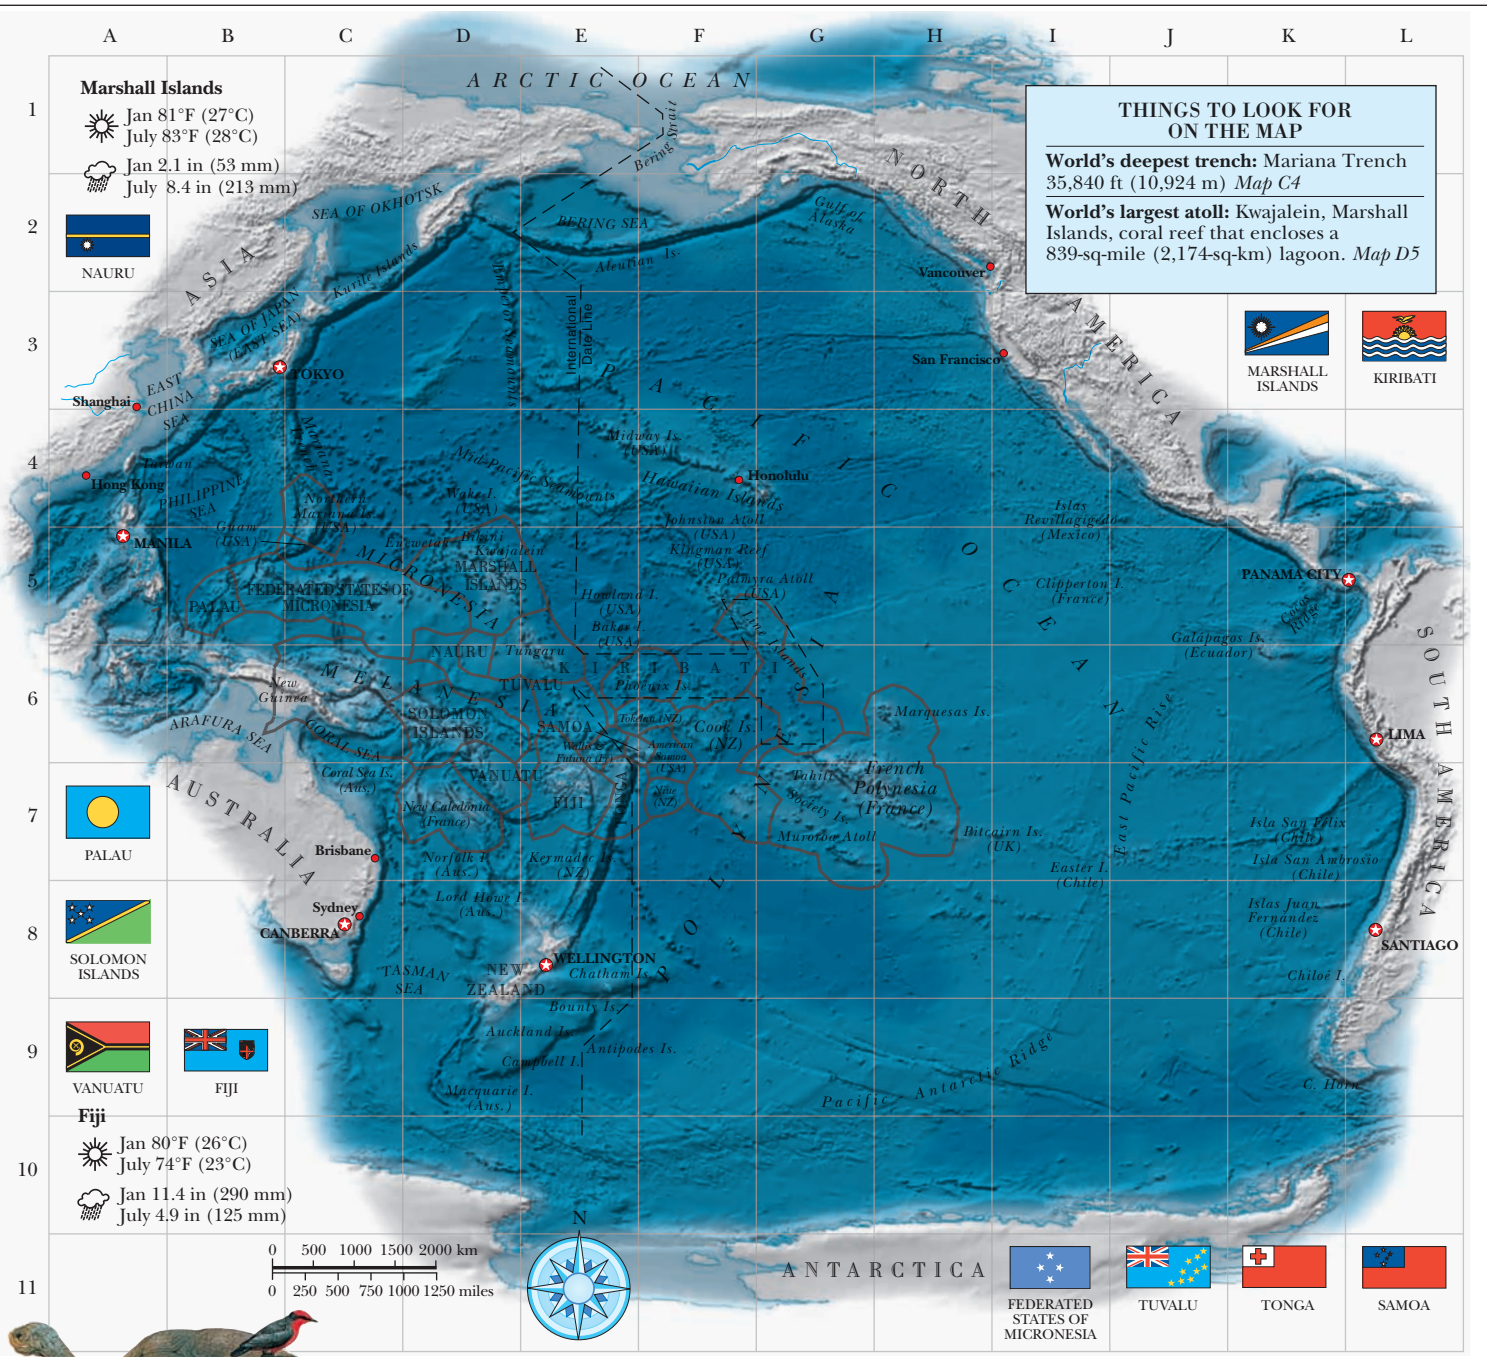 A B C D E F G H I J K L
1
2
3
4
5
6
7
8
9
10
11
Marshall Islands
Jan 81°F (27°C)
July 83°F (28°C)
Jan 2.1 in (53 mm)
July 8.4 in (213 mm)
NAURU
THINGS TO LOOK FOR
ON THE MAP
World's deepest trench: Mariana Trench
35,840 ft (10,924 m) Map C4
World's largest atoll: Kwajalein, Marshall
Islands, coral reef that encloses a
839-sq-mile (2,174-sq-km) lagoon. Map D5
MARSHALL
ISLANDS
KIRIBATI
ARCTIC OCEAN
Bering Strait
NORTH
AMERICA
SEA OF OKHOTSK
BERING SEA
Gulf of
Alaska
Aleutian Is.
Kurile Islands
Vancouver
ASIA
SEA OF JAPAN
(EAST SEA)
Emperor Seamounts
International
Date Line
San Francisco
TOKYO
Shanghai
EAST
CHINA
SEA
PACIFIC
OCEAN
Mariana
Trench
Midway Is.
(USA)
Mid-Pacific Seamounts
Hawaiian Islands
Honolulu
Taiwan
Hong Kong
PHILIPPINE
SEA
Northern
Mariana Is.
(USA)
Wake I.
(USA)
Johnston Atoll
(USA)
Islas
Revillagigedo
(Mexico)
Guam
(USA)
MANILA
Enewetak
Bikini
Kwajalein
MARSHALL
ISLANDS
Kingman Reef
(USA)
Palmyra Atoll
(USA)
MICRONESIA
FEDERATED STATES OF
MICRONESIA
PALAU
Howland I.
(USA)
Baker I.
(USA)
Line Islands
Clipperton I.
(France)
PANAMA CITY
Cocos
Ridge
Galápagos Is.
(Ecuador)
SOUTH AMERICA
NAURU
Tungaru
KIRIBATI
MELANESIA
New
Guinea
TUVALU
Phoenix Is.
SOLOMON
ISLANDS
SAMOA
Tokelau (NZ)
Cook Is.
(NZ)
Marquesas Is.
ARAFURA SEA
CORAL SEA
Wallis &
Futuna (Fr)
American
Samoa
(USA)
LIMA
East Pacific Rise
AUSTRALIA
Coral Sea Is.
(Aus.)
VANUATU
FIJI
TONGA
Niue
(NZ)
Tahiti
Society Is.
French
Polynesia
(France)
New Caledonia
(France)
Mururoa Atoll
Pitcairn Is.
(UK)
Isla San Félix
(Chile)
Isla San Ambrosio
(Chile)
Brisbane
Norfolk I.
(Aus.)
Kermadec Is.
(NZ)
Easter I.
(Chile)
POLYNESIA
Lord Howe I.
(Aus.)
Islas Juan
Fernández
(Chile)
Sydney
CANBERRA
SANTIAGO
WELLINGTON
Chatham Is.
TASMAN
SEA
NEW
ZEALAND
Chiloé I.
Bounty Is.
Auckland Is.
Antipodes Is.
Campbell I.
Macquarie I.
(Aus.)
Pacific - Antarctic Ridge
C. Horn
PALAU
SOLOMON
ISLANDS
VANUATU
FIJI
Fiji
Jan 80°F (26°C)
July 74°F (23°C)
Jan 11.4 in (290 mm)
July 4.9 in (125 mm)
N
0 500 1000 1500 2000 km
0 250 500 750 1000 1250 miles
ANTARCTICA
FEDERATED
STATES OF
MICRONESIA
TUVALU
TONGA
SAMOA